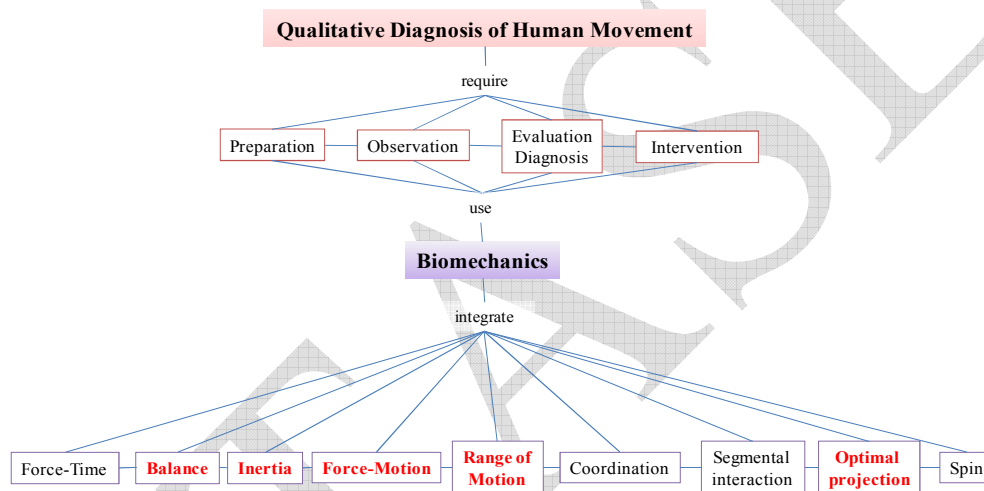 Qualitative Diagnosis of Human Movement
require
Preparation
Observation
Evaluation
Diagnosis
Intervention
use
Biomechanics
integrate
Force-Time
Balance
Inertia
Force-Motion
Range of
Motion
Coordination
Segmental
interaction
Optimal
projection
Spin